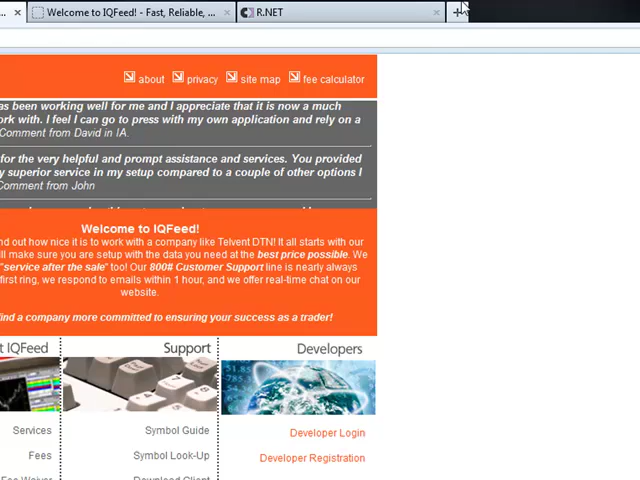 ... Welcome to IQFeed! - Fast, Reliable, ... R.NET
about privacy site map fee calculator
as been working well for me and I appreciate that it is now a much
ork with. I feel I can go to press with my own application and rely on a
Comment from David in IA.
for the very helpful and prompt assistance and services. You provided
y superior service in my setup compared to a couple of other options I
Comment from John
Welcome to IQFeed!
nd out how nice it is to work with a company like Telvent DTN! It all starts with our
ill make sure you are setup with the data you need at the best price possible. We
"service after the sale" too! Our 800# Customer Support line is nearly always
first ring, we respond to emails within 1 hour, and we offer real-time chat on our
website.
find a company more committed to ensuring your success as a trader!
t IQFeed Support Developers
Services Symbol Guide Developer Login
Fees Symbol Look-Up Developer Registration
Fee Waiver Download Client